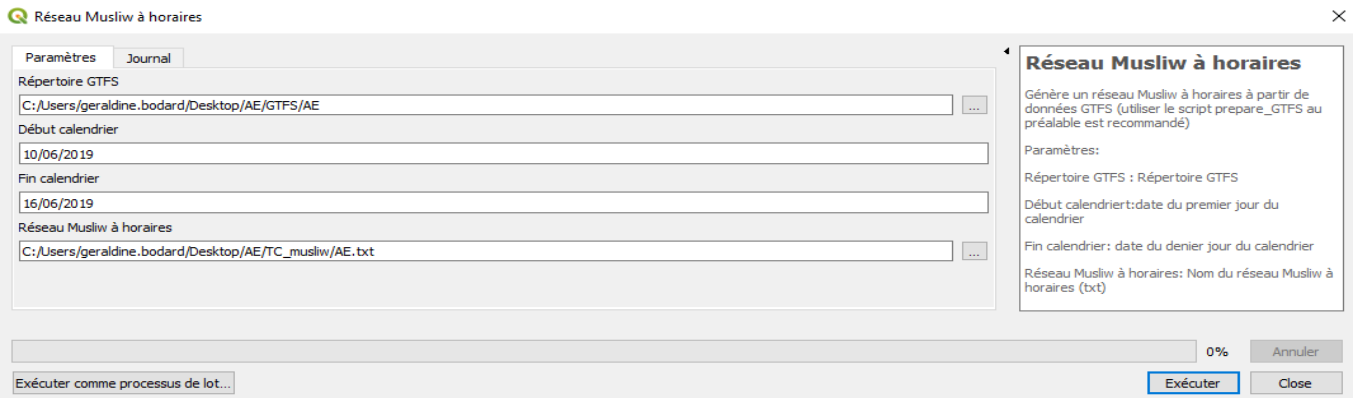 Réseau Musliw à horaires
Paramètres
Journal
Répertoire GTFS
C:/Users/geraldine.bodard/Desktop/AE/GTFS/AE
...
Début calendrier
10/06/2019
Fin calendrier
16/06/2019
Réseau Musliw à horaires
C:/Users/geraldine.bodard/Desktop/AE/TC_musliw/AE.txt
...
Réseau Musliw à horaires
Génère un réseau Musliw à horaires à partir de
données GTFS (utiliser le script prepare_GTFS au
préalable est recommandé)
Paramètres:
Répertoire GTFS : Répertoire GTFS
Début calendriert:date du premier jour du
calendrier
Fin calendrier: date du denier jour du calendrier
Réseau Musliw à horaires: Nom du réseau Musliw à
horaires (txt)
0%
Annuler
Exécuter comme processus de lot...
Exécuter
Close